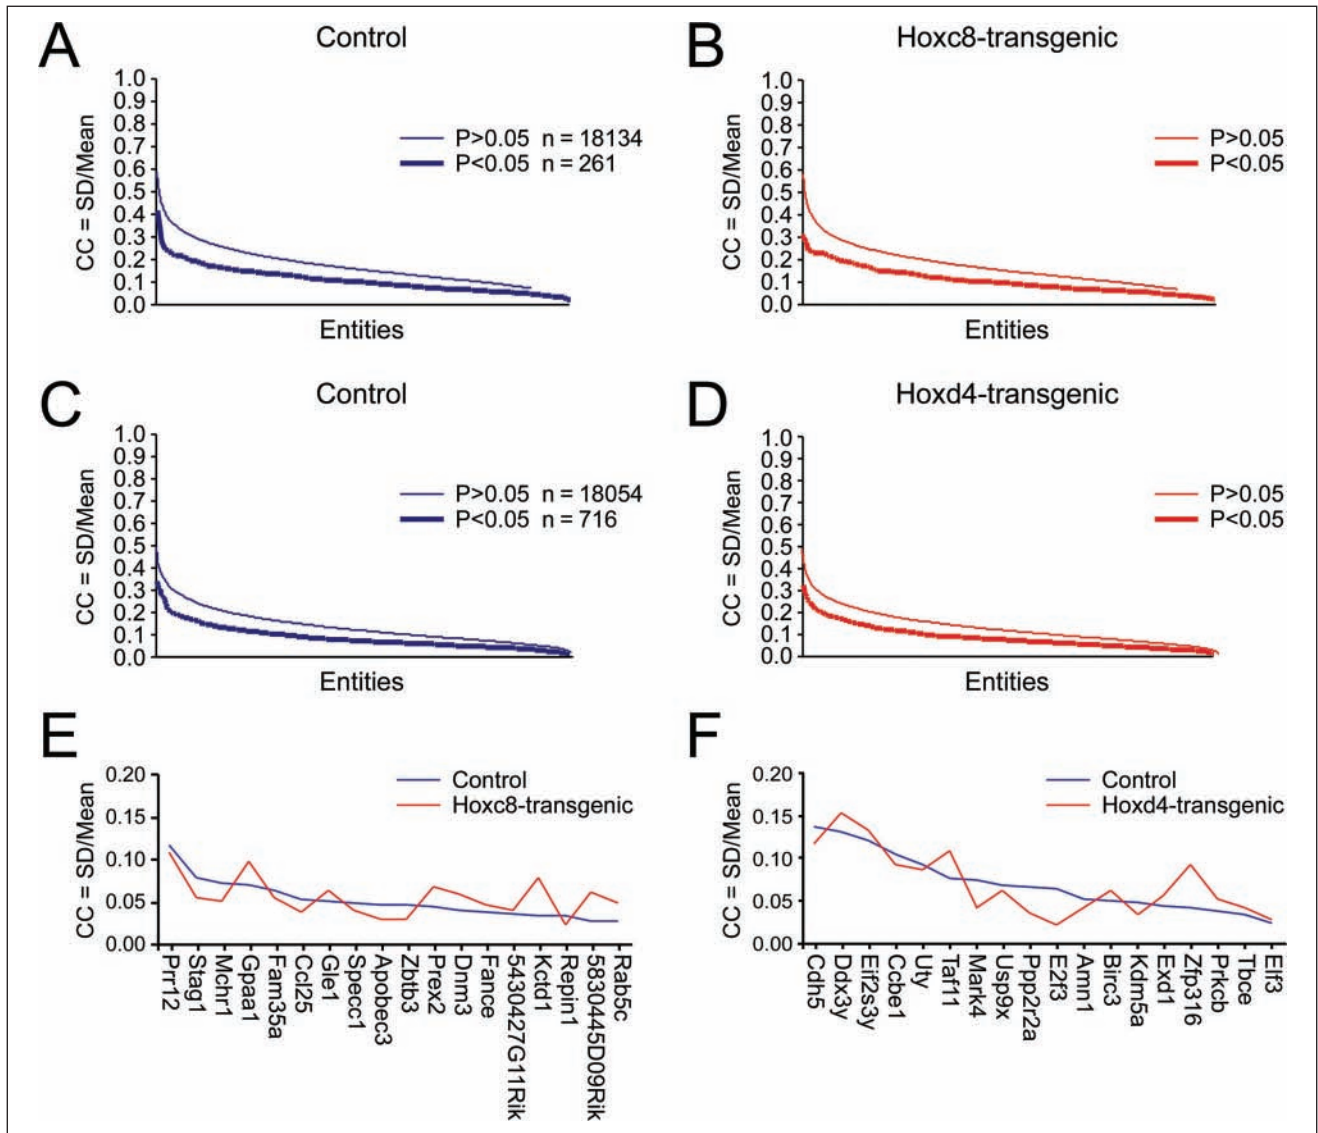 A
Control
1.0
0.9
0.8
0.7
0.6
0.5
0.4
0.3
0.2
0.1
0.0
CC = SD/Mean
P>0.05 n = 18134
P<0.05 n = 261
Entities
B
Hoxc8-transgenic
1.0
0.9
0.8
0.7
0.6
0.5
0.4
0.3
0.2
0.1
0.0
CC = SD/Mean
P>0.05
P<0.05
Entities
C
Control
1.0
0.9
0.8
0.7
0.6
0.5
0.4
0.3
0.2
0.1
0.0
CC = SD/Mean
P>0.05 n = 18054
P<0.05 n = 716
Entities
D
Hoxd4-transgenic
1.0
0.9
0.8
0.7
0.6
0.5
0.4
0.3
0.2
0.1
0.0
CC = SD/Mean
P>0.05
P<0.05
Entities
E
0.20
0.15
0.10
0.05
0.00
CC = SD/Mean
Control
Hoxc8-transgenic
Prr12
Stag1
Mchr1
Gpaa1
Fam35a
Ccl25
Gle1
Specc1
Apobec3
Zbtb3
Prex2
Dnm3
Fance
5430427G11Rik
Kctd1
Repin1
5830445D09Rik
Rab5c
F
0.20
0.15
0.10
0.05
0.00
CC = SD/Mean
Control
Hoxd4-transgenic
Cdh5
Ddx3y
Eif2s3y
Ccbe1
Uty
Taf11
Mark4
Usp9x
Ppp2r2a
E2f3
Amn1
Birc3
Kdm5a
Exd1
Zfp316
Prkcb
Tbce
Elf3